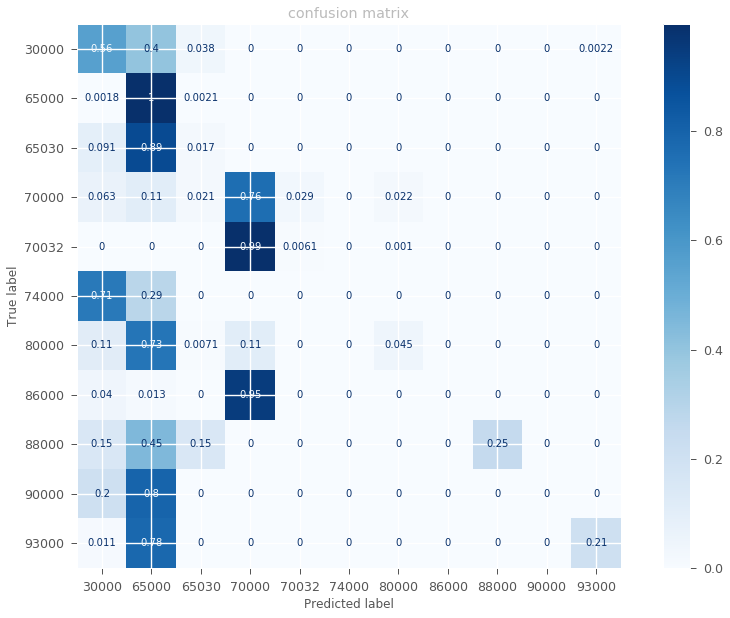 confusion matrix
30000 0.56 0.4 0.038 0 0 0 0 0 0 0 0.0022
65000 0.0018 1 0.0021 0 0 0 0 0 0 0 0
65030 0.091 0.89 0.017 0 0 0 0 0 0 0 0
70000 0.063 0.11 0.021 0.76 0.029 0 0.022 0 0 0 0
70032 0 0 0 0.99 0.0061 0 0.001 0 0 0 0
74000 0.71 0.29 0 0 0 0 0 0 0 0 0
80000 0.11 0.73 0.0071 0.11 0 0 0.045 0 0 0 0
86000 0.04 0.013 0 0.95 0 0 0 0 0 0 0
88000 0.15 0.45 0.15 0 0 0 0 0 0.25 0 0
90000 0.2 0.8 0 0 0 0 0 0 0 0 0
93000 0.011 0.78 0 0 0 0 0 0 0 0 0.21
30000 65000 65030 70000 70032 74000 80000 86000 88000 90000 93000
Predicted label
True label
0.8
0.6
0.4
0.2
0.0